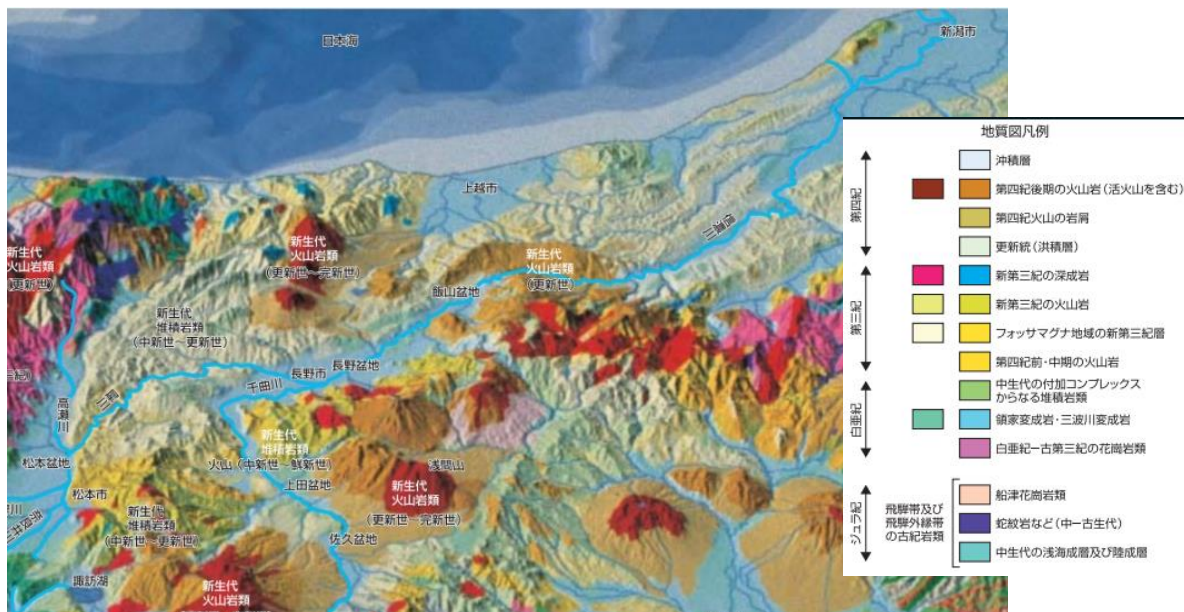 日本海
新潟市
上越市
信濃川
新生代
火山岩類
(更新世)
新生代
火山岩類
(更新世~完新世)
新生代
火山岩類
(更新世)
飯山盆地
新生代
堆積岩類
(中新世~更新世)
長野盆地
長野市
千曲川
犀川
高瀬川
松本盆地
新生代
堆積岩類
火山(中新世~鮮新世)
浅間山
上田盆地
新生代
火山岩類
(更新世~完新世)
松本市
奈良井川
新生代
堆積岩類
(中新世~更新世)
佐久盆地
諏訪湖
新生代
火山岩類
地質図凡例
第四紀
沖積層
第四紀後期の火山岩(活火山を含む)
第四紀火山の岩屑
更新統(洪積層)
第三紀
新第三紀の深成岩
新第三紀の火山岩
フォッサマグナ地域の新第三紀層
第四紀前・中期の火山岩
白亜紀
中生代の付加コンプレックス
からなる堆積岩類
領家変成岩・三波川変成岩
白亜紀ー古第三紀の花崗岩類
ジュラ紀
飛騨帯及び
飛騨外縁帯
の古紀岩類
船津花崗岩類
蛇紋岩など(中ー古生代)
中生代の浅海成層及び陸成層